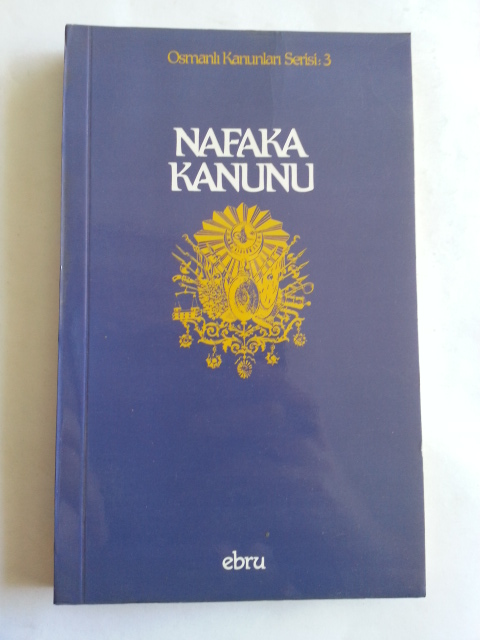 Osmanlı Kanunları Serisi: 3
NAFAKA
KANUNU
ebru